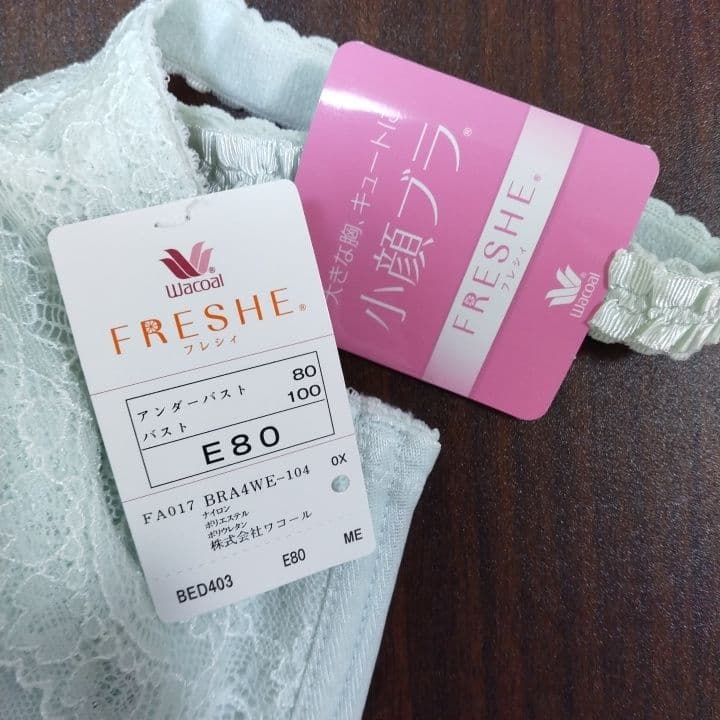 Wacoal®
FRESHE®
フレシィ
アンダーバスト 80
バスト 100
E80
FA017 BRA4WE-104 OX
ナイロン
ポリエステル
ポリウレタン
株式会社ワコール
BED403 E80 ME
大きな胸、キュートに
小顔ブラ®
FRESHE®
フレシィ
Wacoal®